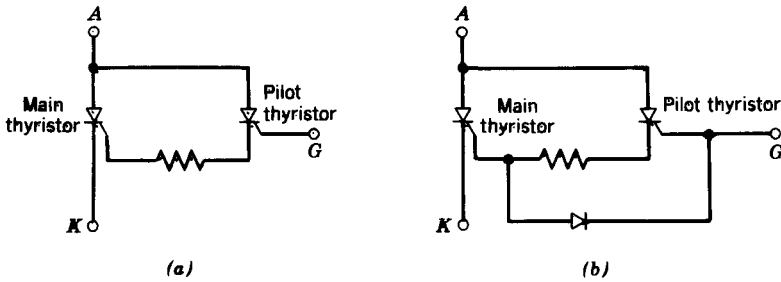 A
Main
thyristor
Pilot
thyristor
G
K
(a)
A
Main
thyristor
Pilot thyristor
G
K
(b)